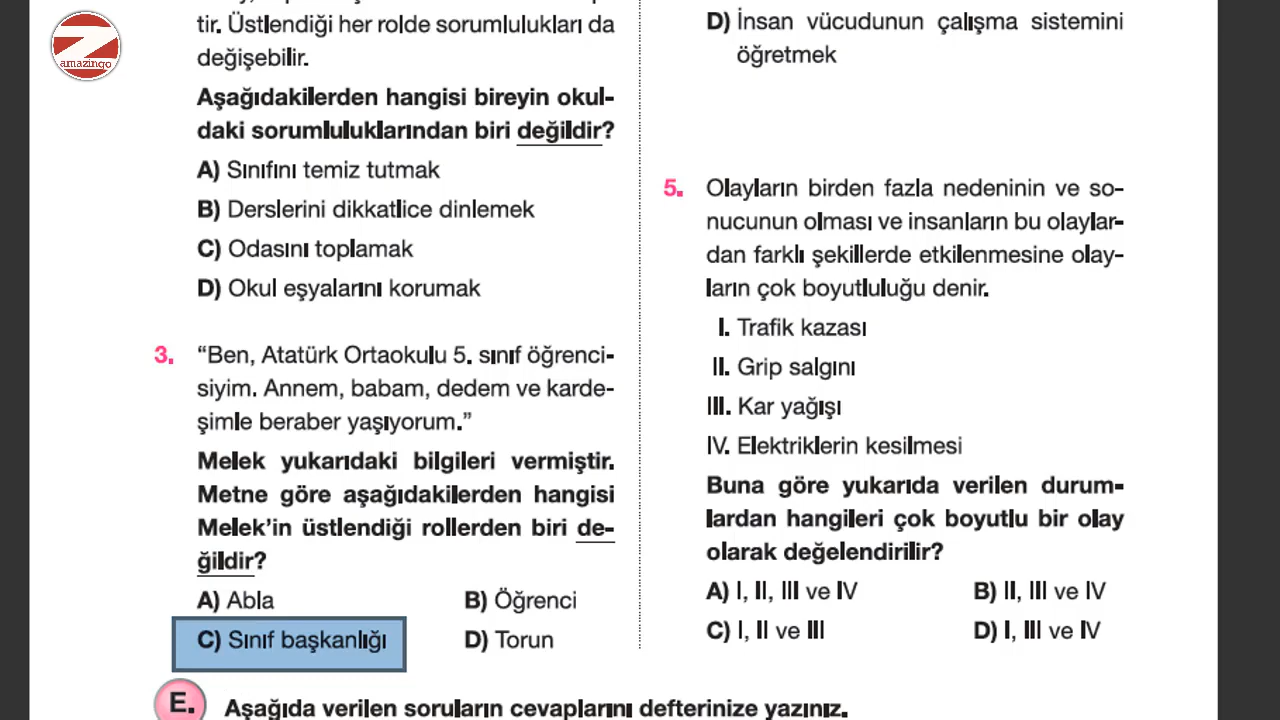 amazingo
tir. Üstlendiği her rolde sorumlulukları da
değişebilir.
Aşağıdakilerden hangisi bireyin okul-
daki sorumluluklarından biri değildir?
A) Sınıfını temiz tutmak
B) Derslerini dikkatlice dinlemek
C) Odasını toplamak
D) Okul eşyalarını korumak
3. “Ben, Atatürk Ortaokulu 5. sınıf öğrenci-
siyim. Annem, babam, dedem ve karde-
şimle beraber yaşıyorum.”
Melek yukarıdaki bilgileri vermiştir.
Metne göre aşağıdakilerden hangisi
Melek’in üstlendiği rollerden biri de-
ğildir?
A) Abla B) Öğrenci
C) Sınıf başkanlığı D) Torun
D) İnsan vücudunun çalışma sistemini
öğretmek
5. Olayların birden fazla nedeninin ve so-
nucunun olması ve insanların bu olaylar-
dan farklı şekillerde etkilenmesine olay-
ların çok boyutluluğu denir.
I. Trafik kazası
II. Grip salgını
III. Kar yağışı
IV. Elektriklerin kesilmesi
Buna göre yukarıda verilen durum-
lardan hangileri çok boyutlu bir olay
olarak değelendirilir?
A) I, II, III ve IV B) II, III ve IV
C) I, II ve III D) I, III ve IV
E. Aşağıda verilen soruların cevaplarını defterinize yazınız.